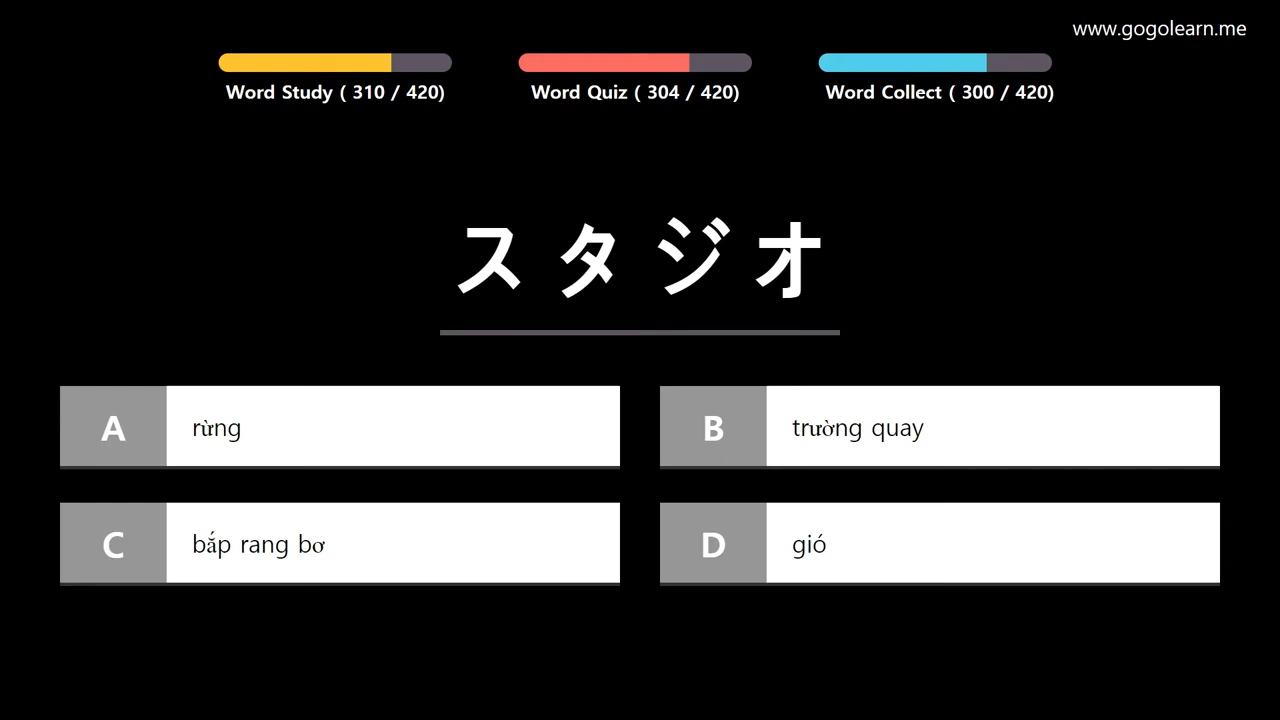 www.gogolearn.me
Word Study ( 310 / 420)
Word Quiz ( 304 / 420)
Word Collect ( 300 / 420)
スタジオ
A rừng
B trường quay
C bắp rang bơ
D gió